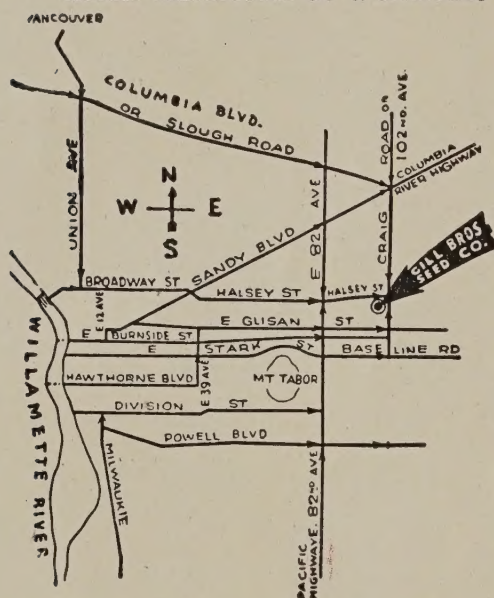 VANCOUVER
COLUMBIA BLVD.
OR SLOUGH ROAD
UNION AVE
N
W E
S
E 82 AVE
ROAD OR
102ND. AVE.
CRAIG
COLUMBIA
RIVER HIGHWAY
SANDY BLVD
GILL BROS
SEED CO.
BROADWAY ST
HALSEY ST
HALSEY ST
E 12 AVE
E GLISAN ST
E BURNSIDE ST
E STARK ST
BASE LINE RD
HAWTHORNE BLVD
E 39 AVE
MT TABOR
DIVISION ST
POWELL BLVD
MILWAUKIE
WILLAMETTE RIVER
PACIFIC
HIGHWAY. 82ND AVE